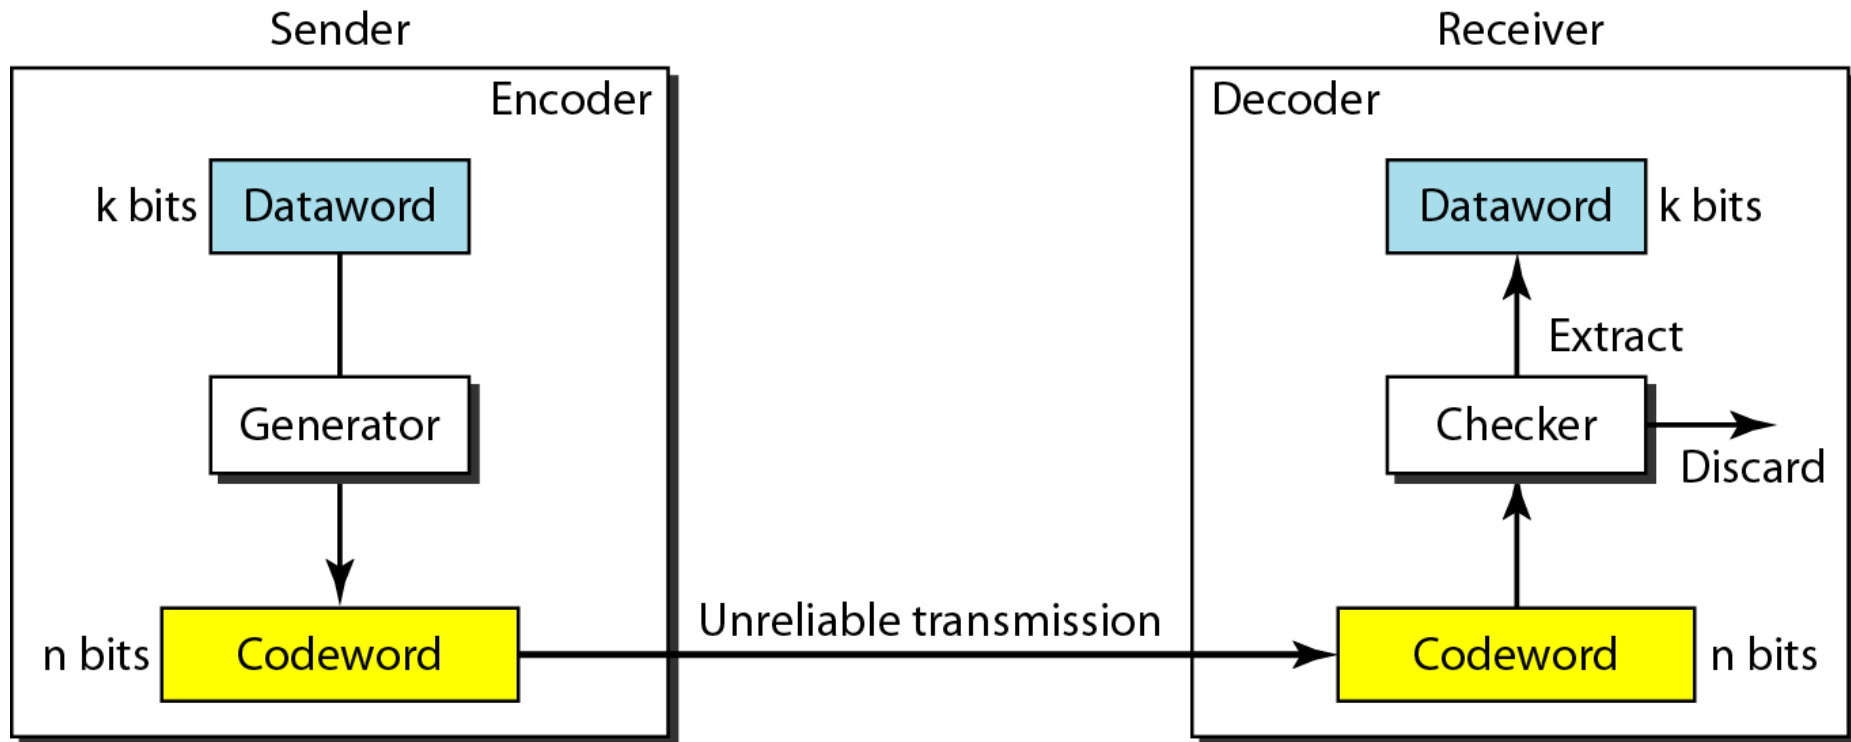 Sender
Encoder
k bits
Dataword
Generator
n bits
Codeword
Unreliable transmission
Receiver
Decoder
Dataword
k bits
Extract
Checker
Discard
Codeword
n bits